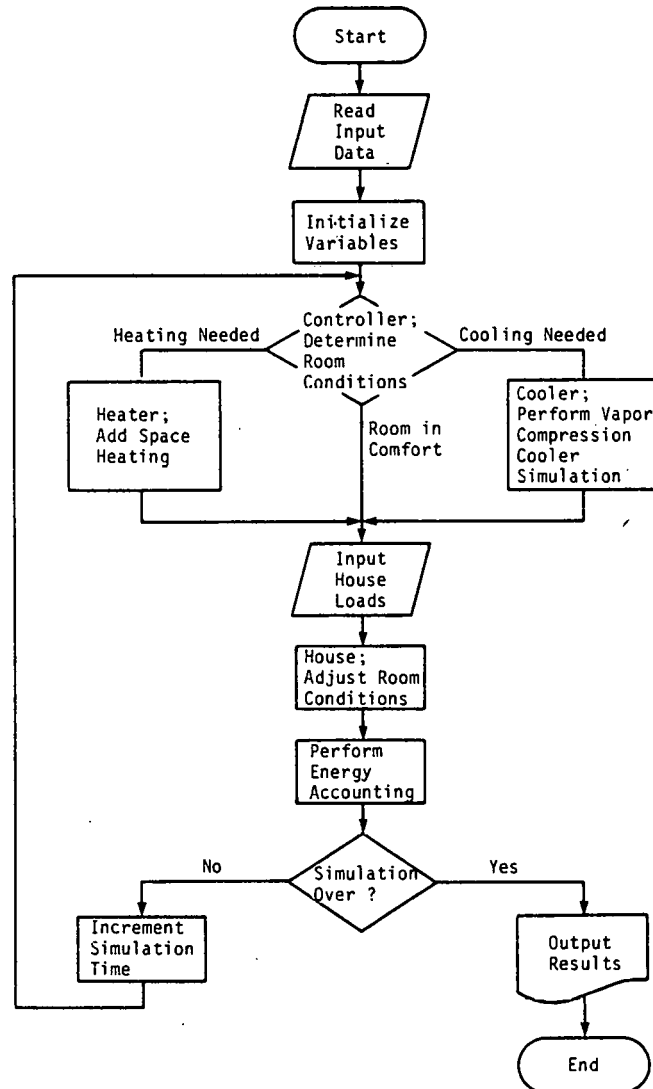 Start
Read
Input
Data
Initialize
Variables
Heating Needed
Controller;
Determine
Room
Conditions
Cooling Needed
Heater;
Add Space
Heating
Room in
Comfort
Cooler;
Perform Vapor
Compression
Cooler
Simulation
Input
House
Loads
House;
Adjust Room
Conditions
Perform
Energy
Accounting
No
Simulation
Over ?
Yes
Increment
Simulation
Time
Output
Results
End